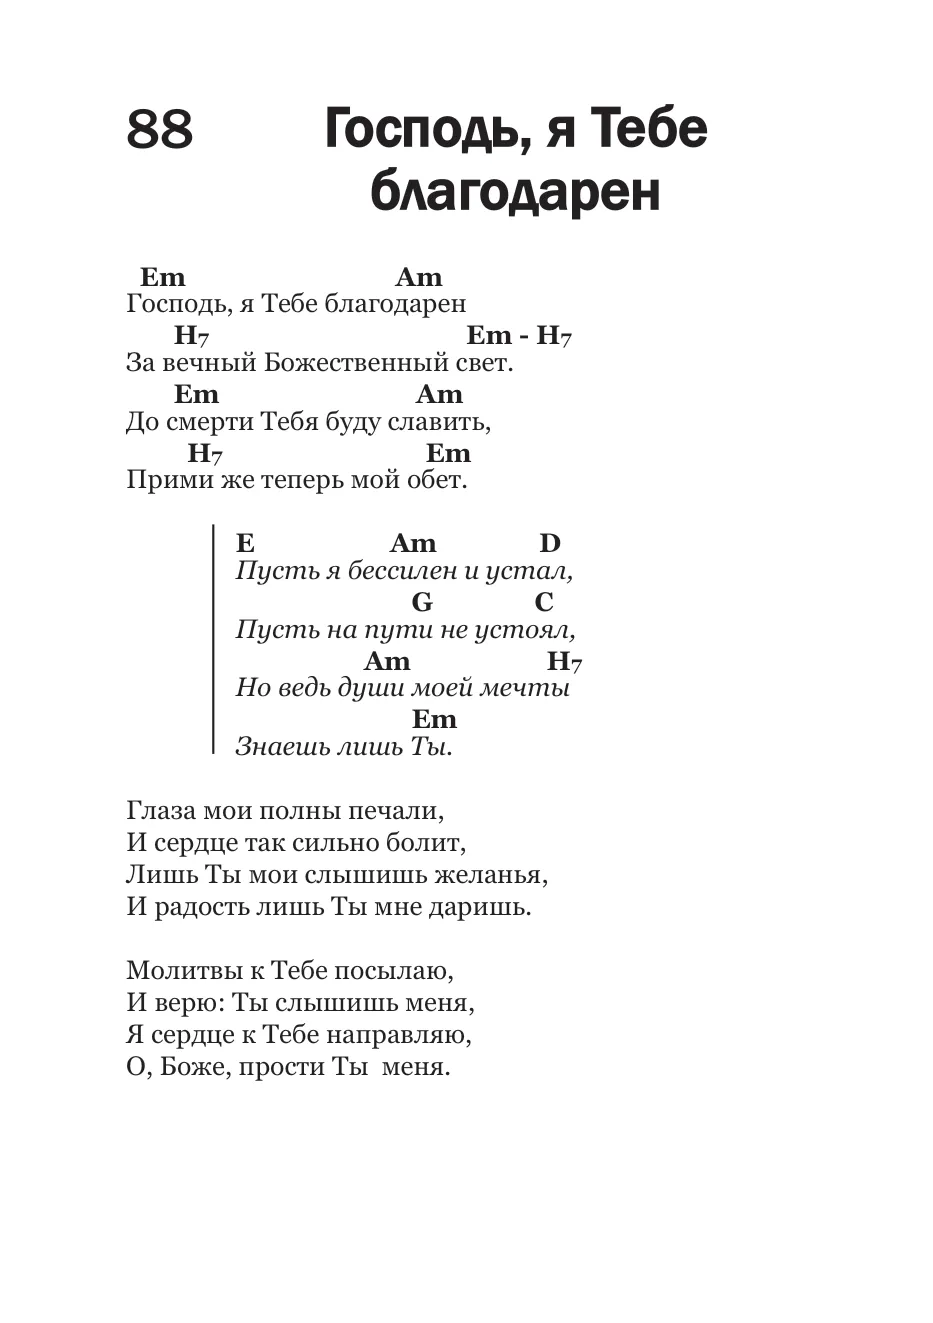 88
Господь, я Тебе
благодарен
Em Am
Господь, я Тебе благодарен
H7 Em - H7
За вечный Божественный свет.
Em Am
До смерти Тебя буду славить,
H7 Em
Прими же теперь мой обет.
E Am D
Пусть я бессилен и устал,
G C
Пусть на пути не устоял,
Am H7
Но ведь души моей мечты
Em
Знаешь лишь Ты.
Глаза мои полны печали,
И сердце так сильно болит,
Лишь Ты мои слышишь желанья,
И радость лишь Ты мне даришь.
Молитвы к Тебе посылаю,
И верю: Ты слышишь меня,
Я сердце к Тебе направляю,
О, Боже, прости Ты  меня.